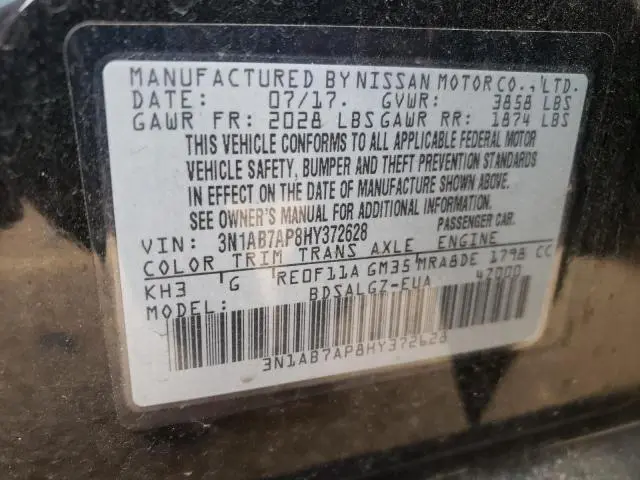 MANUFACTURED BY NISSAN MOTOR CO., LTD.
DATE: 07/17. GVWR: 3858 LBS
GAWR FR: 2028 LBS GAWR RR: 1874 LBS
THIS VEHICLE CONFORMS TO ALL APPLICABLE FEDERAL MOTOR
VEHICLE SAFETY, BUMPER AND THEFT PREVENTION STANDARDS
IN EFFECT ON THE DATE OF MANUFACTURE SHOWN ABOVE.
SEE OWNER'S MANUAL FOR ADDITIONAL INFORMATION.
VIN: 3N1AB7AP8HY372628 PASSENGER CAR.
COLOR TRIM TRANS AXLE ENGINE
KH3 G RE0F11A GM35 MRA8DE 1798 CC
MODEL: BDSALGZ-EUA 47000
3N1AB7AP8HY372628